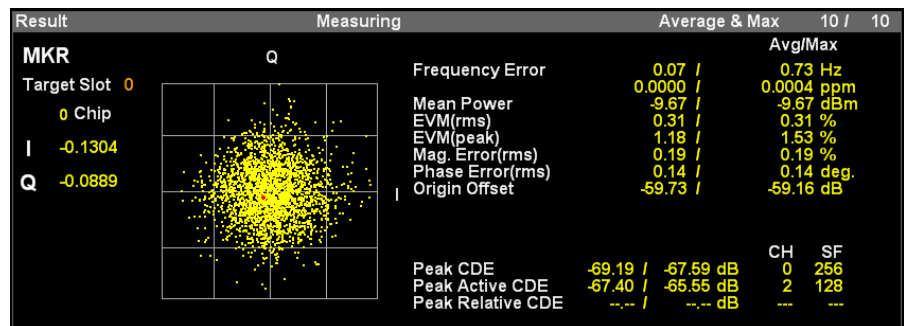 Result Measuring Average & Max 10 / 10
MKR
Target Slot 0
0 Chip
I -0.1304
Q -0.0889
Q
I
Avg/Max
Frequency Error 0.07 / 0.73 Hz
0.0000 / 0.0004 ppm
Mean Power -9.67 / -9.67 dBm
EVM(rms) 0.31 / 0.31 %
EVM(peak) 1.18 / 1.53 %
Mag. Error(rms) 0.19 / 0.19 %
Phase Error(rms) 0.14 / 0.14 deg.
Origin Offset -59.73 / -59.16 dB
CH SF
Peak CDE -69.19 / -67.59 dB 0 256
Peak Active CDE -67.40 / -65.55 dB 2 128
Peak Relative CDE --.-- / --.-- dB --- ---